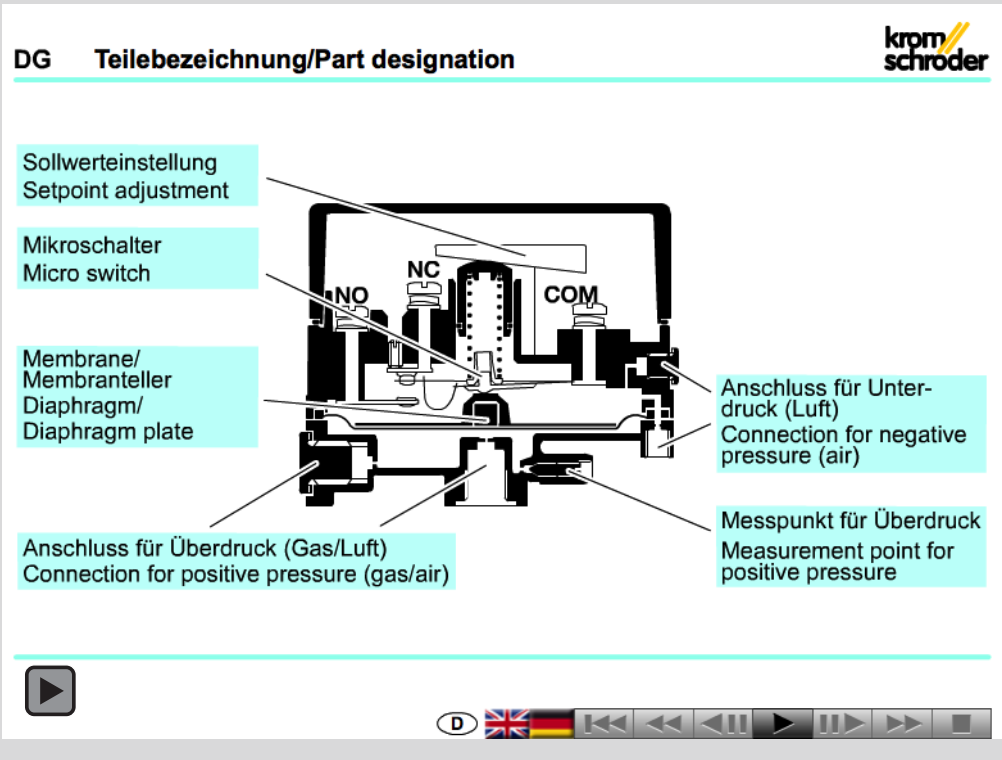 DG Teilebezeichnung/Part designation
krom
schroder
Sollwerteinstellung
Setpoint adjustment
Mikroschalter
Micro switch
NC
NO
COM
Membrane/
Membranteller
Diaphragm/
Diaphragm plate
Anschluss für Unter-
druck (Luft)
Connection for negative
pressure (air)
Messpunkt für Überdruck
Measurement point for
positive pressure
Anschluss für Überdruck (Gas/Luft)
Connection for positive pressure (gas/air)
D